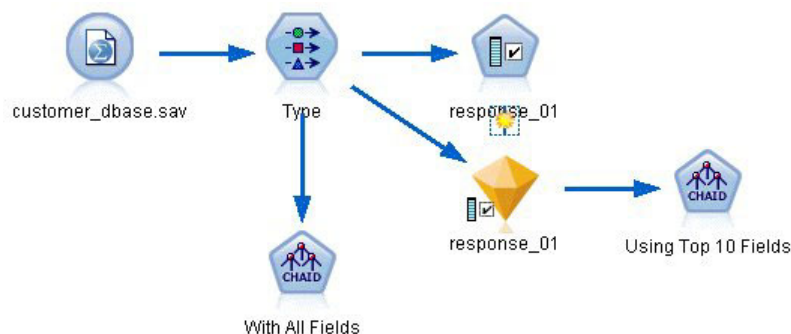 customer_dbase.sav
Type
response_01
response_01
CHAID
Using Top 10 Fields
CHAID
With All Fields